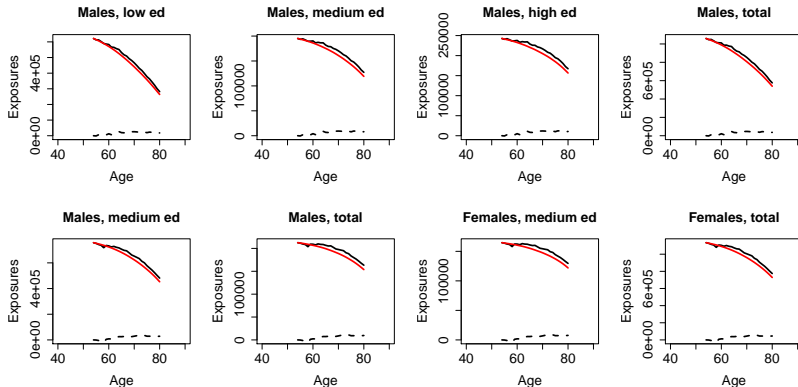 Males, low ed
Exposures
0e+00
4e+05
40
60
80
Age
Males, medium ed
Exposures
0
100000
40
60
80
Age
Males, high ed
Exposures
0
100000
250000
40
60
80
Age
Males, total
Exposures
0e+00
6e+05
40
60
80
Age
Males, medium ed
Exposures
0e+00
4e+05
40
60
80
Age
Males, total
Exposures
0
100000
40
60
80
Age
Females, medium ed
Exposures
0
100000
40
60
80
Age
Females, total
Exposures
0e+00
6e+05
40
60
80
Age